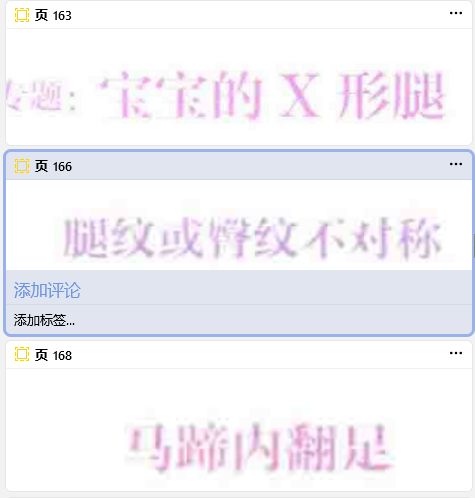 页 163
专题：宝宝的 X 形腿
页 166
腿纹或臀纹不对称
添加评论
添加标签...
页 168
马蹄内翻足